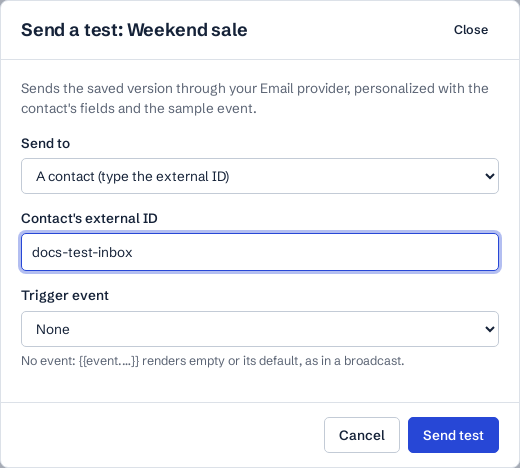 Send a test: Weekend sale
Close
Sends the saved version through your Email provider, personalized with the
contact's fields and the sample event.
Send to
A contact (type the external ID)
Contact's external ID
docs-test-inbox
Trigger event
None
No event: {{event....}} renders empty or its default, as in a broadcast.
Cancel
Send test